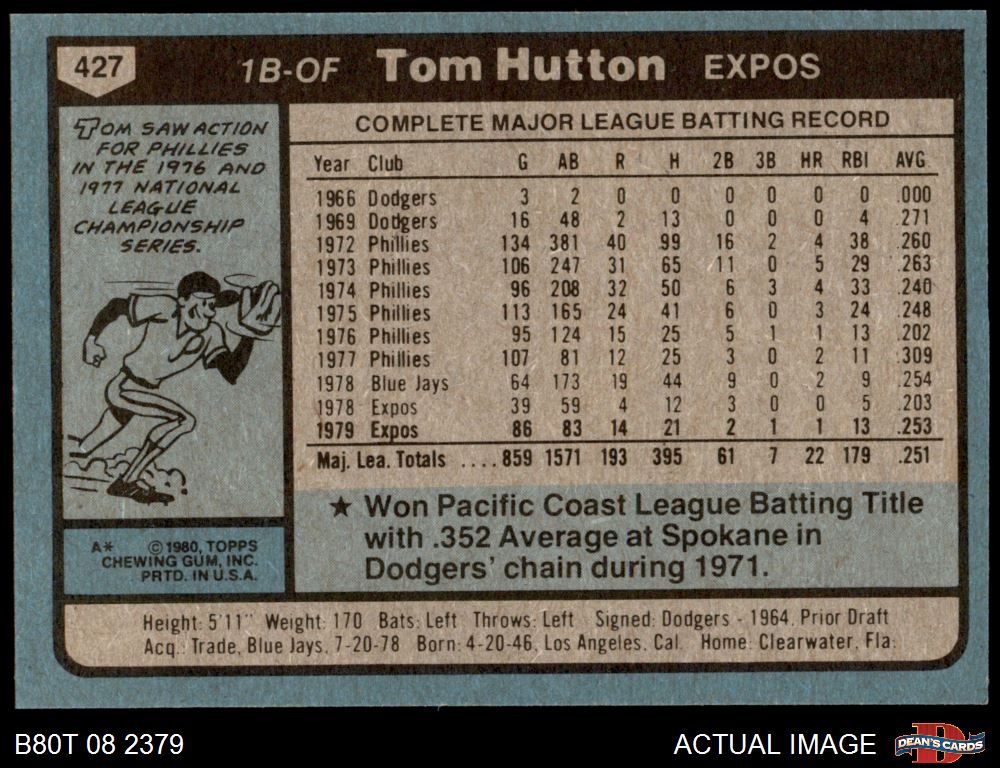 427 1B-OF Tom Hutton EXPOS
TOM SAW ACTION
FOR PHILLIES
IN THE 1976 AND
1977 NATIONAL
LEAGUE
CHAMPIONSHIP
SERIES.
A* ©1980, TOPPS
CHEWING GUM, INC.
PRTD. IN U.S.A.
COMPLETE MAJOR LEAGUE BATTING RECORD
Year Club G AB R H 2B 3B HR RBI AVG
1966 Dodgers 3 2 0 0 0 0 0 0 .000
1969 Dodgers 16 48 2 13 0 0 0 4 .271
1972 Phillies 134 381 40 99 16 2 4 38 .260
1973 Phillies 106 247 31 65 11 0 5 29 .263
1974 Phillies 96 208 32 50 6 3 4 33 .240
1975 Phillies 113 165 24 41 6 0 3 24 .248
1976 Phillies 95 124 15 25 5 1 1 13 .202
1977 Phillies 107 81 12 25 3 0 2 11 .309
1978 Blue Jays 64 173 19 44 9 0 2 9 .254
1978 Expos 39 59 4 12 3 0 0 5 .203
1979 Expos 86 83 14 21 2 1 1 13 .253
Maj. Lea. Totals ....859 1571 193 395 61 7 22 179 .251
★ Won Pacific Coast League Batting Title
with .352 Average at Spokane in
Dodgers' chain during 1971.
Height: 5'11" Weight: 170 Bats: Left Throws: Left Signed: Dodgers - 1964, Prior Draft
Acq.: Trade, Blue Jays, 7-20-78 Born: 4-20-46, Los Angeles, Cal. Home: Clearwater, Fla.
B80T 08 2379 ACTUAL IMAGE DEAN'S CARDS